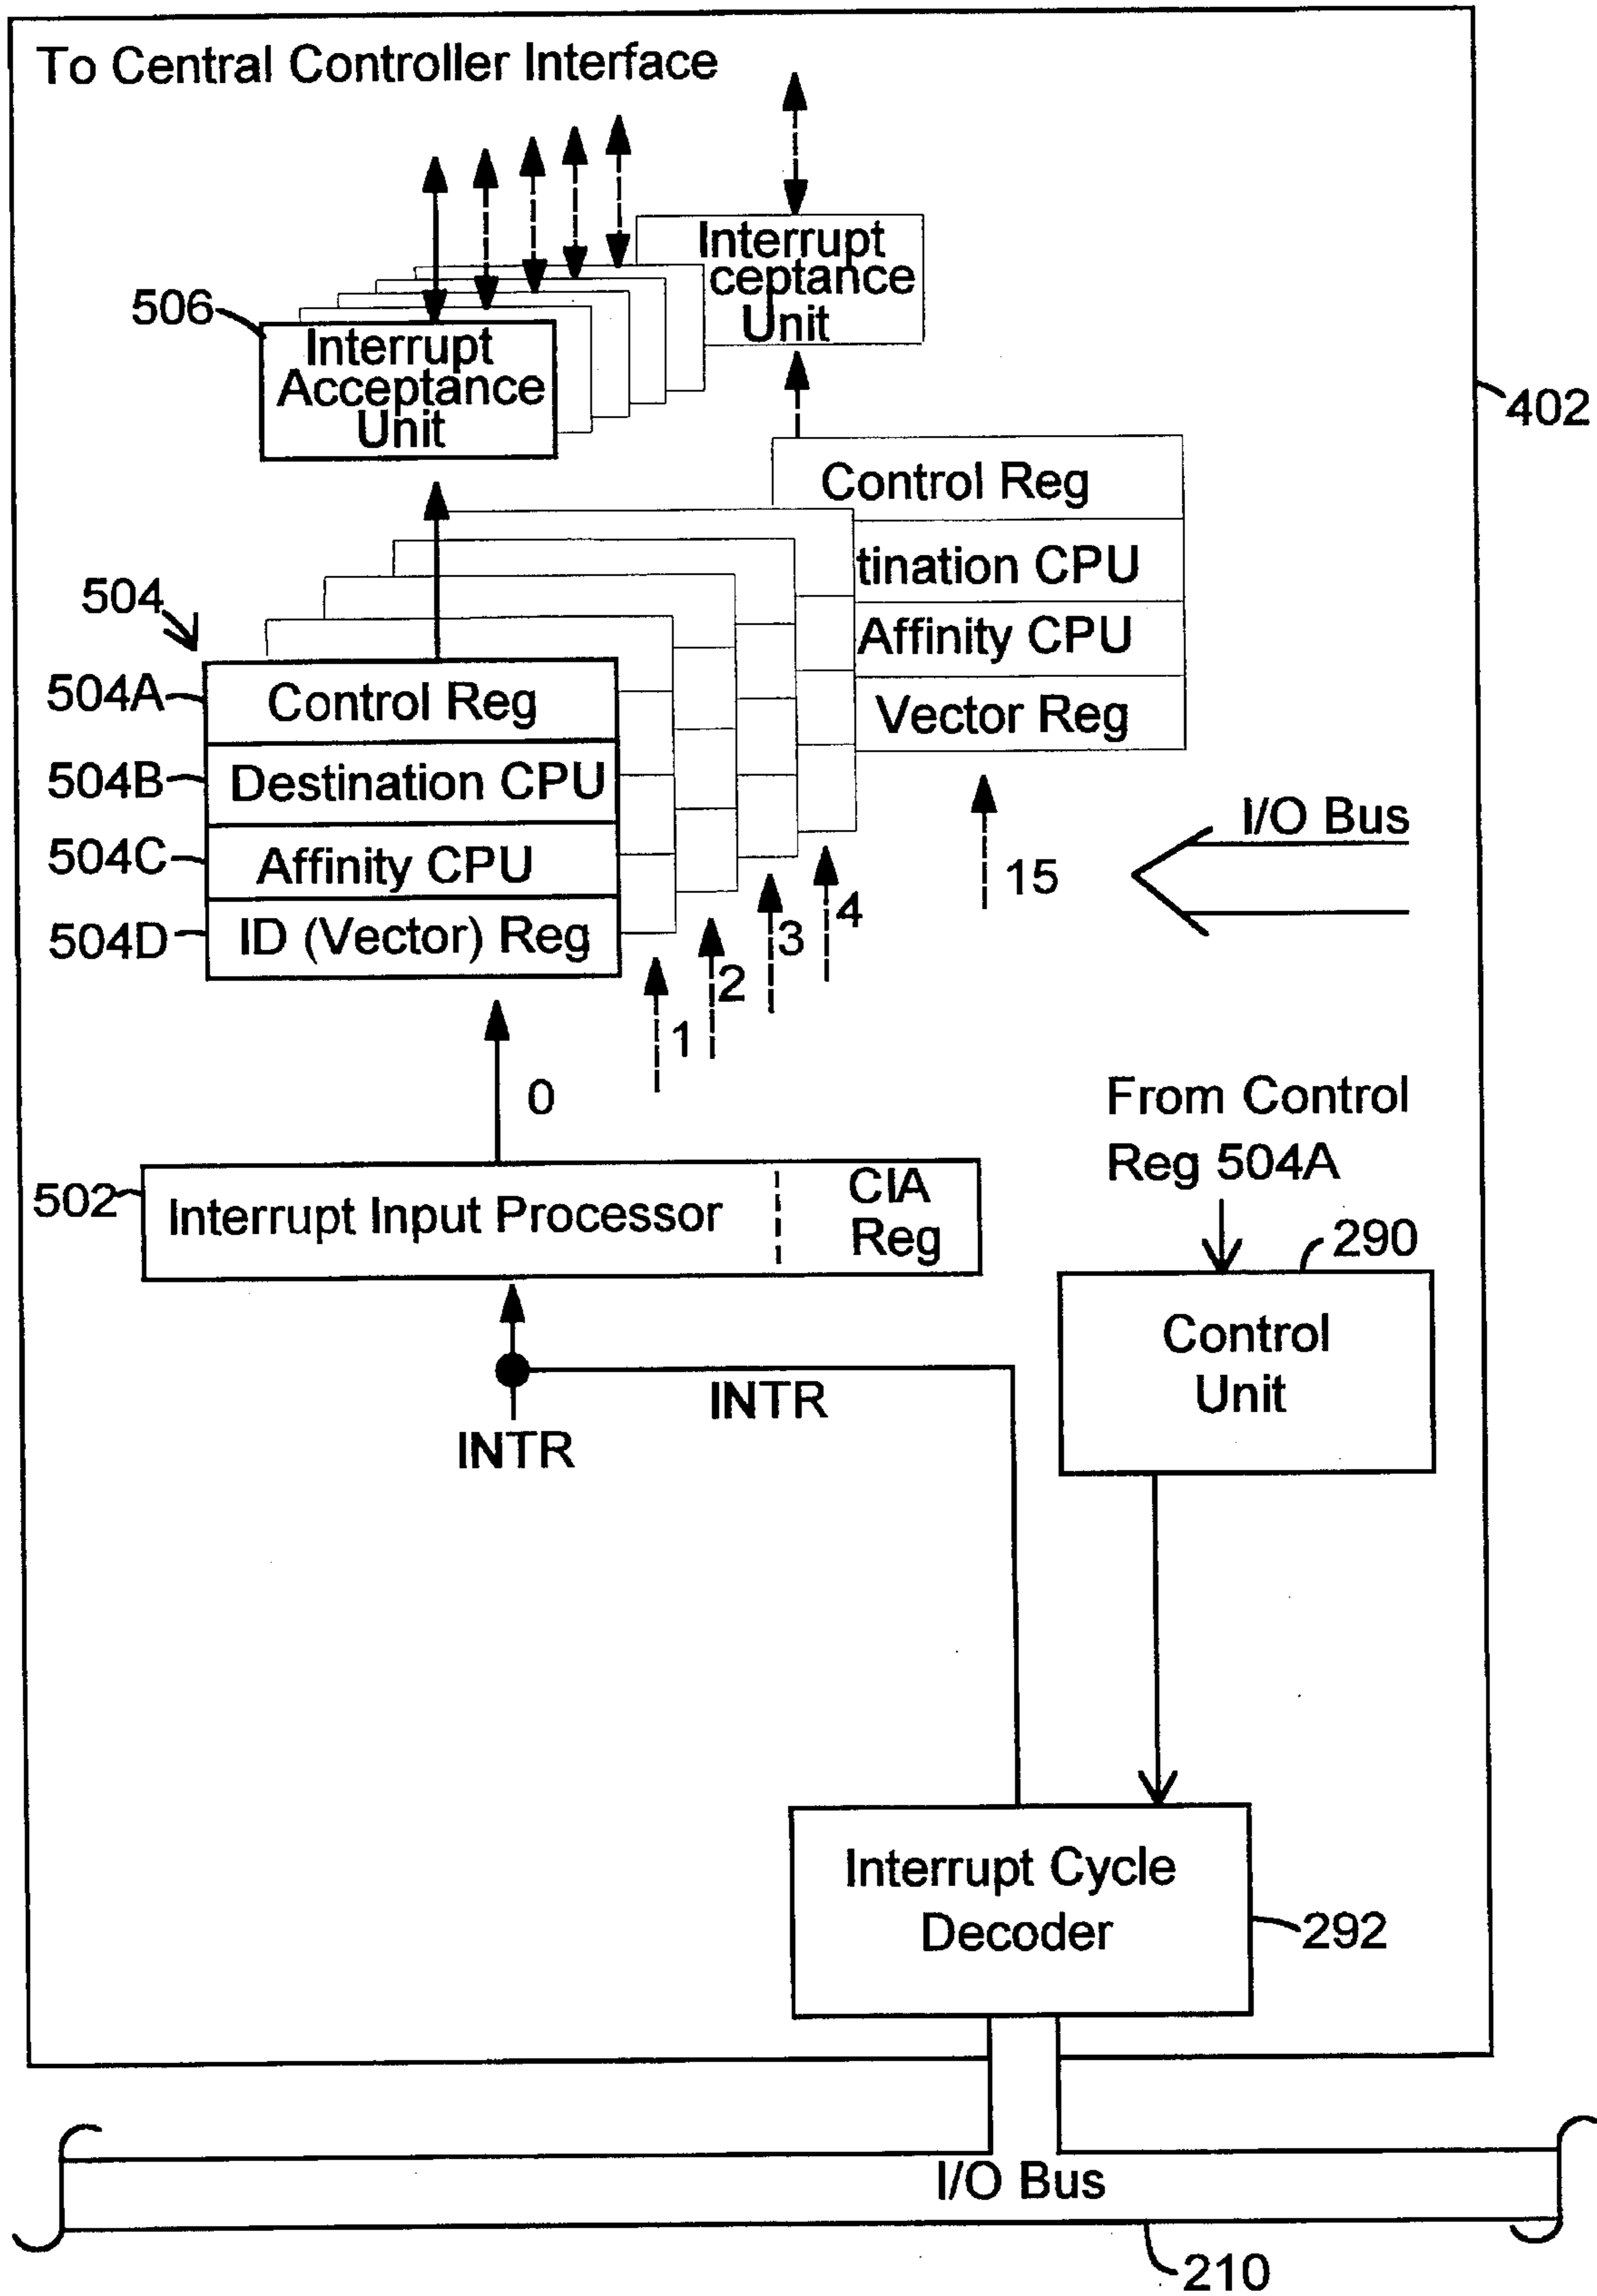 To Central Controller Interface
Interrupt
ceptance
Unit
506
Interrupt
Acceptance
Unit
402
Control Reg
tination CPU
Affinity CPU
Vector Reg
504
504A
Control Reg
504B
Destination CPU
504C
Affinity CPU
504D
ID (Vector) Reg
I/O Bus
15
4
3
2
1
0
From Control
Reg 504A
502
Interrupt Input Processor
CIA
Reg
290
Control
Unit
INTR
INTR
Interrupt Cycle
Decoder
292
I/O Bus
210